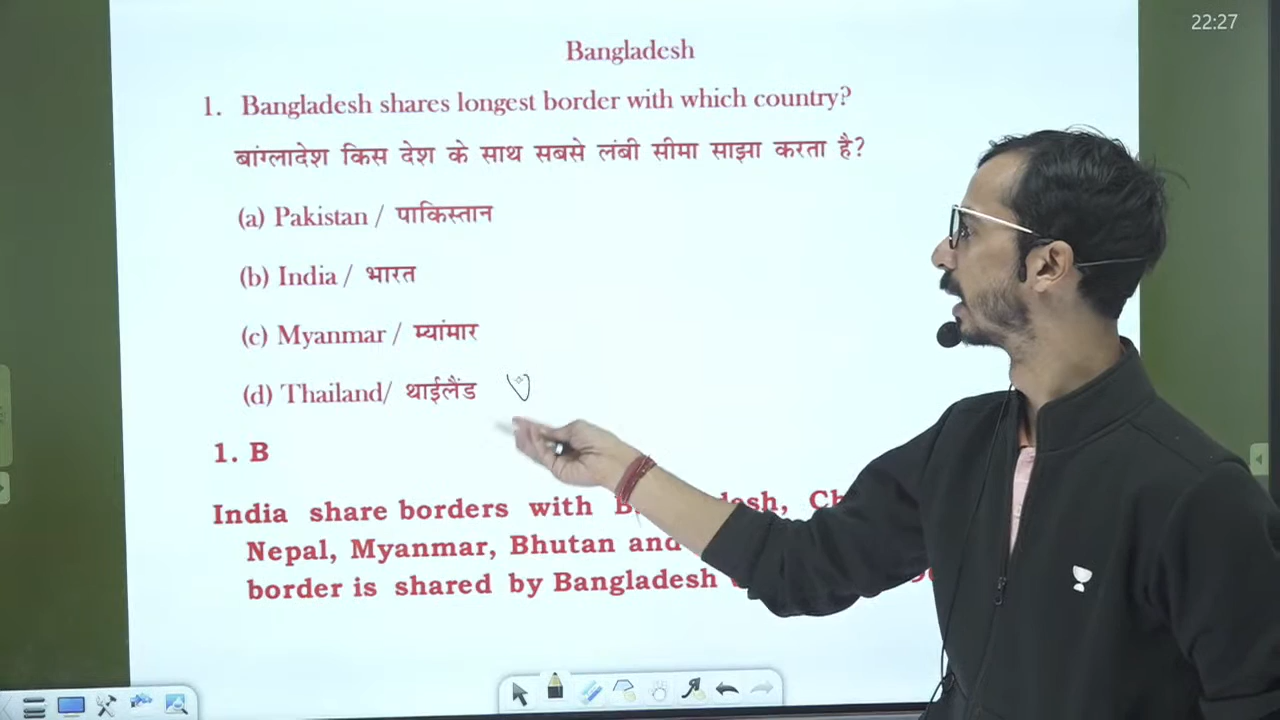 22:27
Bangladesh
1. Bangladesh shares longest border with which country?
बांग्लादेश किस देश के साथ सबसे लंबी सीमा साझा करता है?
(a) Pakistan / पाकिस्तान
(b) India / भारत
(c) Myanmar / म्यांमार
(d) Thailand/ थाईलैंड
1. B
India share borders with
Nepal, Myanmar, Bhutan and
border is shared by Bangladesh